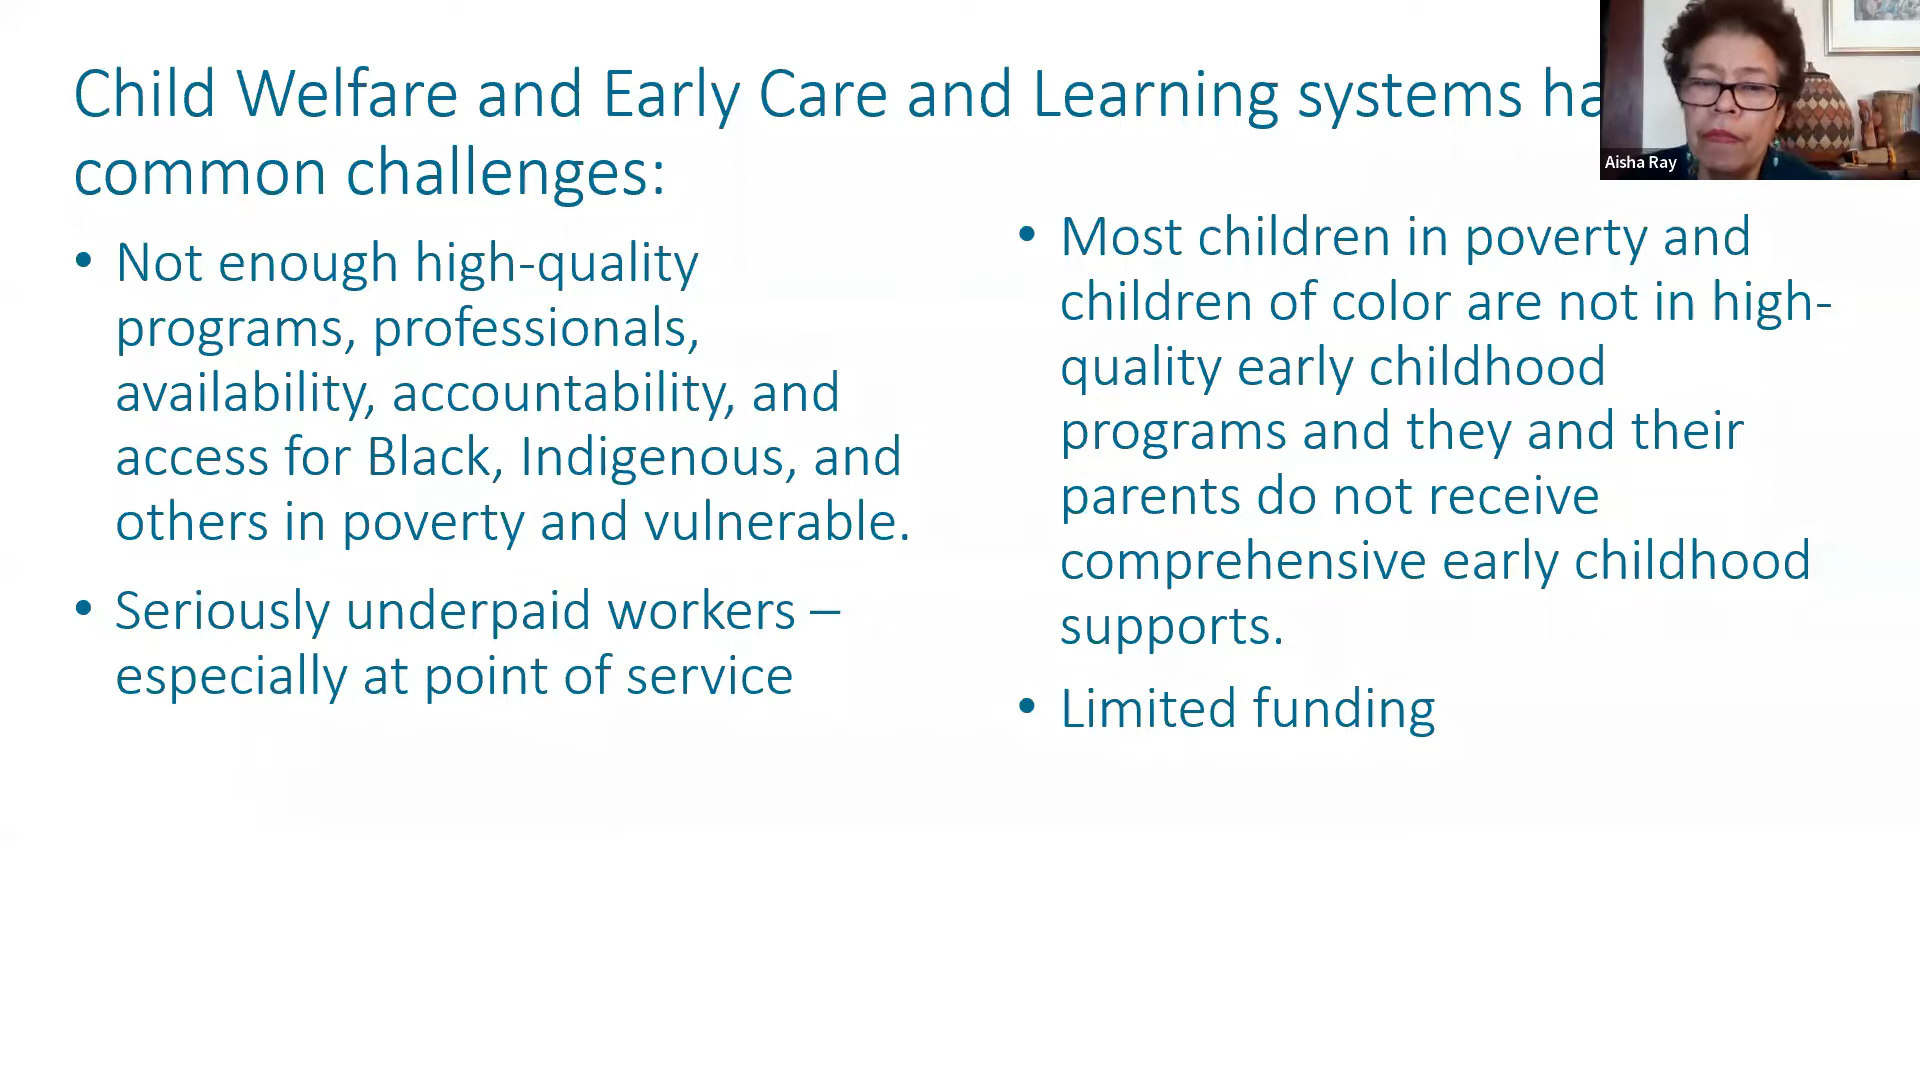 Child Welfare and Early Care and Learning systems ha
common challenges:
• Not enough high-quality
programs, professionals,
availability, accountability, and
access for Black, Indigenous, and
others in poverty and vulnerable.
• Seriously underpaid workers –
especially at point of service
• Most children in poverty and
children of color are not in high-
quality early childhood
programs and they and their
parents do not receive
comprehensive early childhood
supports.
• Limited funding
Aisha Ray